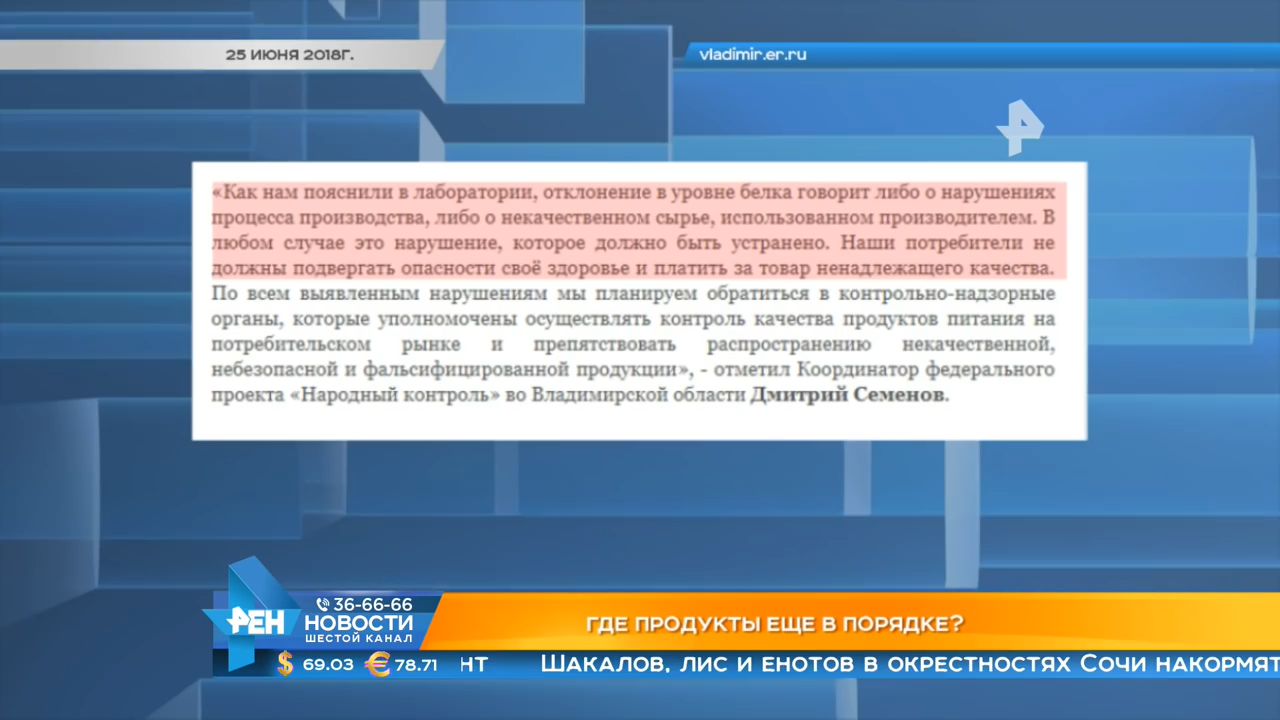 25 ИЮНЯ 2018Г.
vladimir.er.ru
«Как нам пояснили в лаборатории, отклонение в уровне белка говорит либо о нарушениях
процесса производства, либо о некачественном сырье, использованном производителем. В
любом случае это нарушение, которое должно быть устранено. Наши потребители не
должны подвергать опасности своё здоровье и платить за товар ненадлежащего качества.
По всем выявленным нарушениям мы планируем обратиться в контрольно-надзорные
органы, которые уполномочены осуществлять контроль качества продуктов питания на
потребительском рынке и препятствовать распространению некачественной,
небезопасной и фальсифицированной продукции», - отметил Координатор федерального
проекта «Народный контроль» во Владимирской области Дмитрий Семенов.
36-66-66
РЕН НОВОСТИ
ШЕСТОЙ КАНАЛ
ГДЕ ПРОДУКТЫ ЕЩЕ В ПОРЯДКЕ?
$ 69.03 € 78.71 НТ Шакалов, лис и енотов в окрестностях Сочи накормят